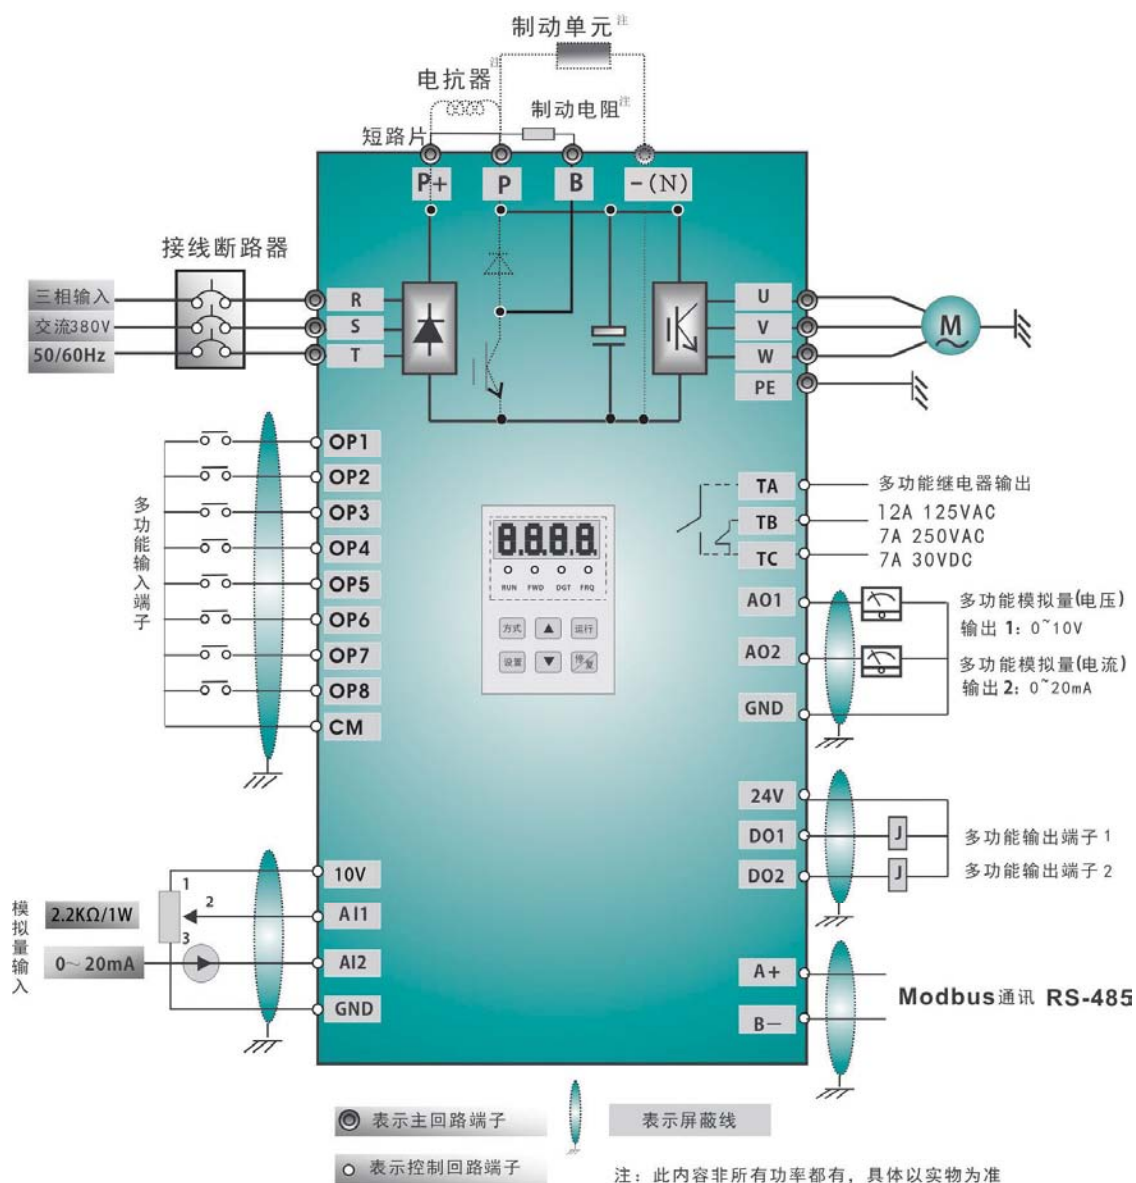 制动单元注
电抗器注
制动电阻注
短路片
P+ P B -(N)
接线断路器
三相输入
交流380V
50/60Hz
R
S
T
U
V
W
PE
M
多功能输入端子
OP1
OP2
OP3
OP4
OP5
OP6
OP7
OP8
CM
8.8.8.8.
RUN FWD DGT FRQ
方式 ▲ 运行
设置 ▼ 停/复
TA 多功能继电器输出
TB 12A 125VAC
7A 250VAC
TC 7A 30VDC
AO1 多功能模拟量(电压)
输出1: 0~10V
AO2 多功能模拟量(电流)
输出2: 0~20mA
GND
24V
DO1 J 多功能输出端子1
DO2 J 多功能输出端子2
模拟量输入
10V
1
2
3
2.2KΩ/1W
AI1
0~20mA
AI2
GND
A+
Modbus通讯 RS-485
B-
表示主回路端子
表示屏蔽线
表示控制回路端子
注: 此内容非所有功率都有, 具体以实物为准